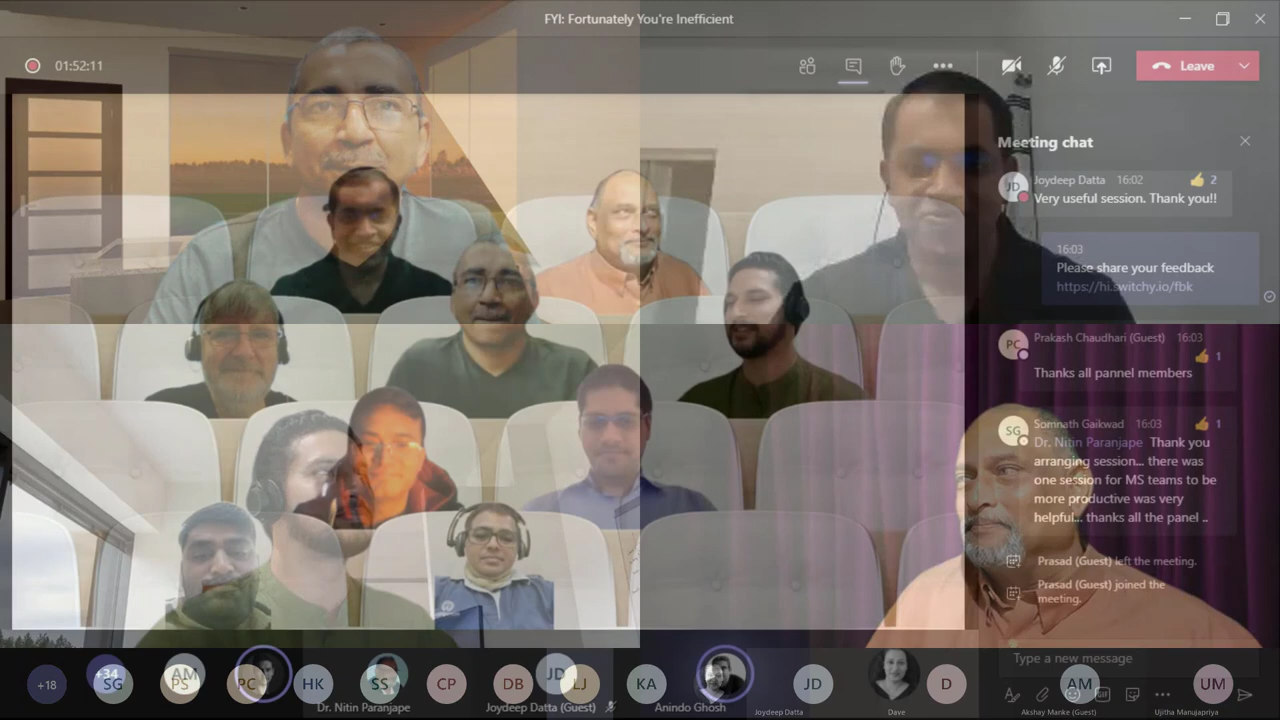 FYI: Fortunately You're Inefficient
01:52:11
Leave
Meeting chat
JD
Joydeep Datta 16:02
2
Very useful session. Thank you!!
16:03
Please share your feedback
https://hi.switchy.io/fbk
PC
Prakash Chaudhari (Guest) 16:03
1
Thanks all pannel members
SG
Somnath Gaikwad 16:03
1
Dr. Nitin Paranjape Thank you
arranging session... there was
one session for MS teams to be
more productive was very
helpful... thanks all the panel ..
Prasad (Guest) left the meeting.
Prasad (Guest) joined the
meeting.
Type a new message
GIF
+18
+34
SG
AM
PS
PC
HK
SS
CP
DB
JD
LJ
KA
JD
D
AM
UM
Dr. Nitin Paranjape
Joydeep Datta (Guest)
Anindo Ghosh
Joydeep Datta
Dave
Akshay Manke (Guest)
Ujitha Manujapriya